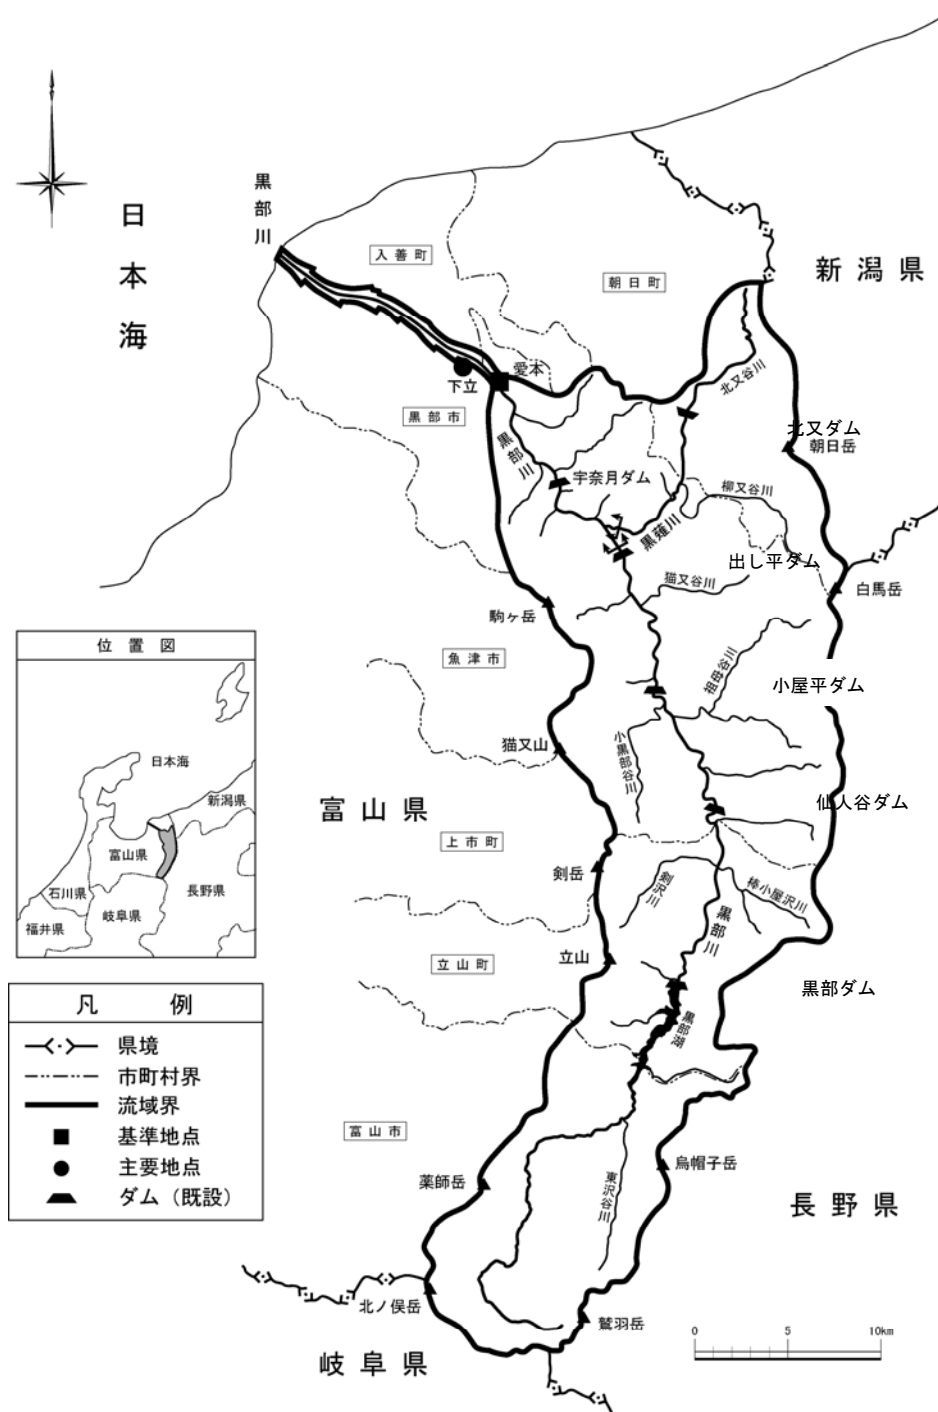 黒部川
日本海
入善町
朝日町
新潟県
北又谷川
愛本
下立
黒部市
黒部川
北又ダム
朝日岳
宇奈月ダム
柳又谷川
黒薙川
出し平ダム
猫又谷川
白馬岳
駒ヶ岳
魚津市
祖母谷川
小屋平ダム
猫又山
小黒部谷川
富山県
仙人谷ダム
上市町
剣岳
剣沢川
棒小屋沢川
黒部川
立山
立山町
黒部ダム
黒部湖
富山市
烏帽子岳
薬師岳
東沢谷川
長野県
北ノ俣岳
鷲羽岳
岐阜県
0 5 10km
位置図
日本海
新潟県
富山県
石川県
長野県
岐阜県
福井県
凡例
県境
市町村界
流域界
基準地点
主要地点
ダム（既設）